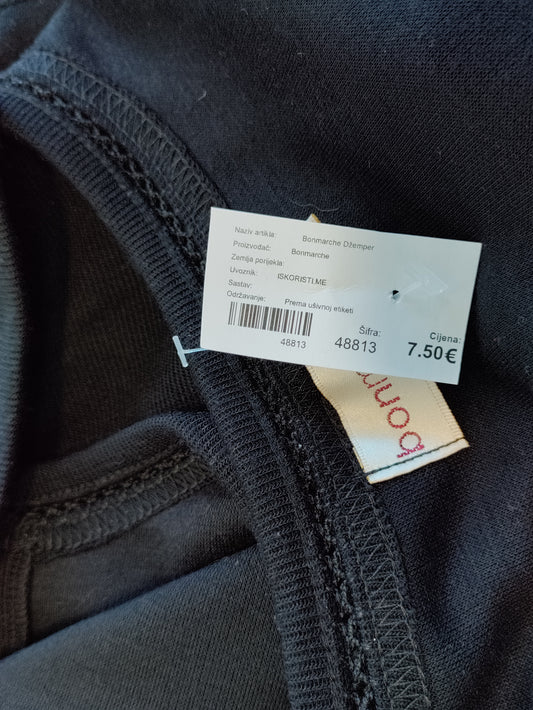 Naziv artikla: Bonmarche Džemper
Proizvođač: Bonmarche
Zemlja porijekla:
Uvoznik: ISKORISTI.ME
Sastav:
Održavanje: Prema ušivnoj etiketi
48813
Šifra:
48813
Cijena:
7.50€
bonm